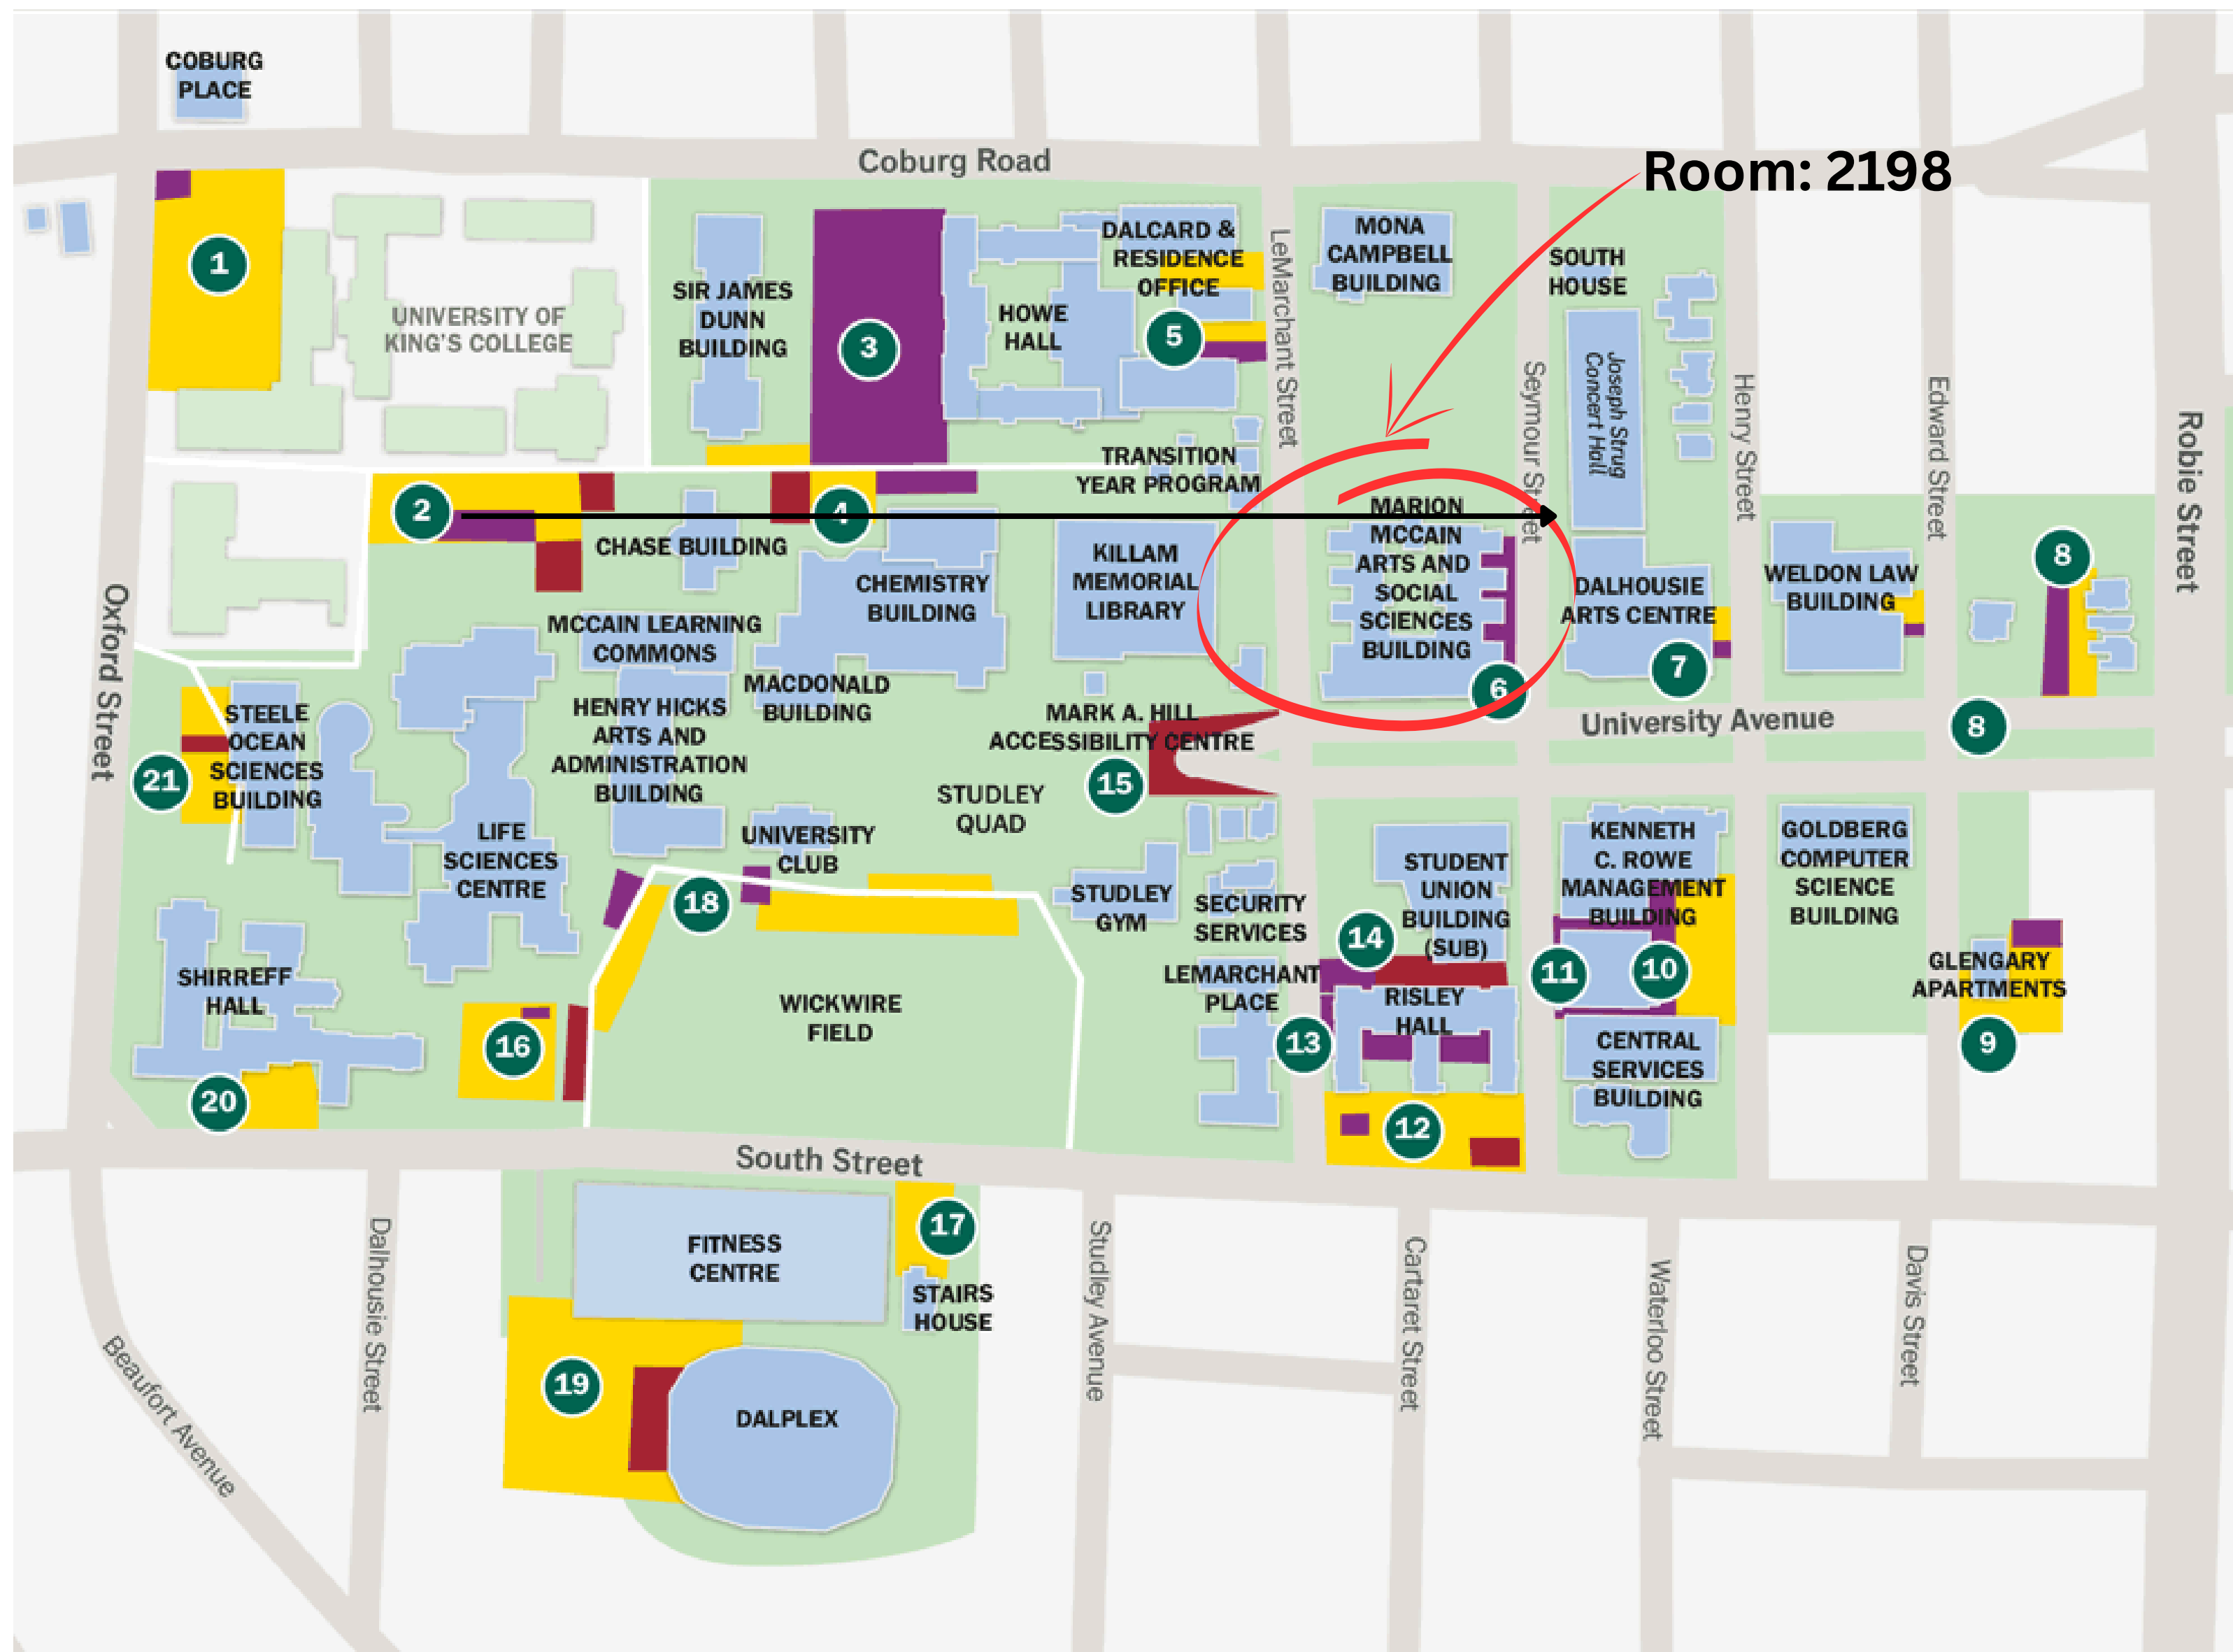 COBURG
PLACE
Coburg Road
Room: 2198
1
UNIVERSITY OF
KING'S COLLEGE
SIR JAMES
DUNN
BUILDING
3
HOWE
HALL
DALCARD &
RESIDENCE
OFFICE
5
LeMarchant Street
MONA
CAMPBELL
BUILDING
SOUTH
HOUSE
Joseph Strug
Concert Hall
Seymour Street
Henry Street
Edward Street
Robie Street
TRANSITION
YEAR PROGRAM
2
4
CHASE BUILDING
CHEMISTRY
BUILDING
KILLAM
MEMORIAL
LIBRARY
MARION
MCCAIN
ARTS AND
SOCIAL
SCIENCES
BUILDING
6
DALHOUSIE
ARTS CENTRE
7
WELDON LAW
BUILDING
8
Oxford Street
MCCAIN LEARNING
COMMONS
MACDONALD
BUILDING
HENRY HICKS
ARTS AND
ADMINISTRATION
BUILDING
MARK A. HILL
ACCESSIBILITY CENTRE
15
University Avenue
8
STEELE
OCEAN
SCIENCES
BUILDING
21
LIFE
SCIENCES
CENTRE
UNIVERSITY
CLUB
STUDLEY
QUAD
18
STUDLEY
GYM
SECURITY
SERVICES
STUDENT
UNION
BUILDING
(SUB)
14
KENNETH
C. ROWE
MANAGEMENT
BUILDING
11
10
GOLDBERG
COMPUTER
SCIENCE
BUILDING
GLENGARY
APARTMENTS
9
SHIRREFF
HALL
20
16
WICKWIRE
FIELD
LEMARCHANT
PLACE
13
RISLEY
HALL
12
CENTRAL
SERVICES
BUILDING
South Street
FITNESS
CENTRE
17
STAIRS
HOUSE
19
DALPLEX
Beaufort Avenue
Dalhousie Street
Studley Avenue
Cartaret Street
Waterloo Street
Davis Street